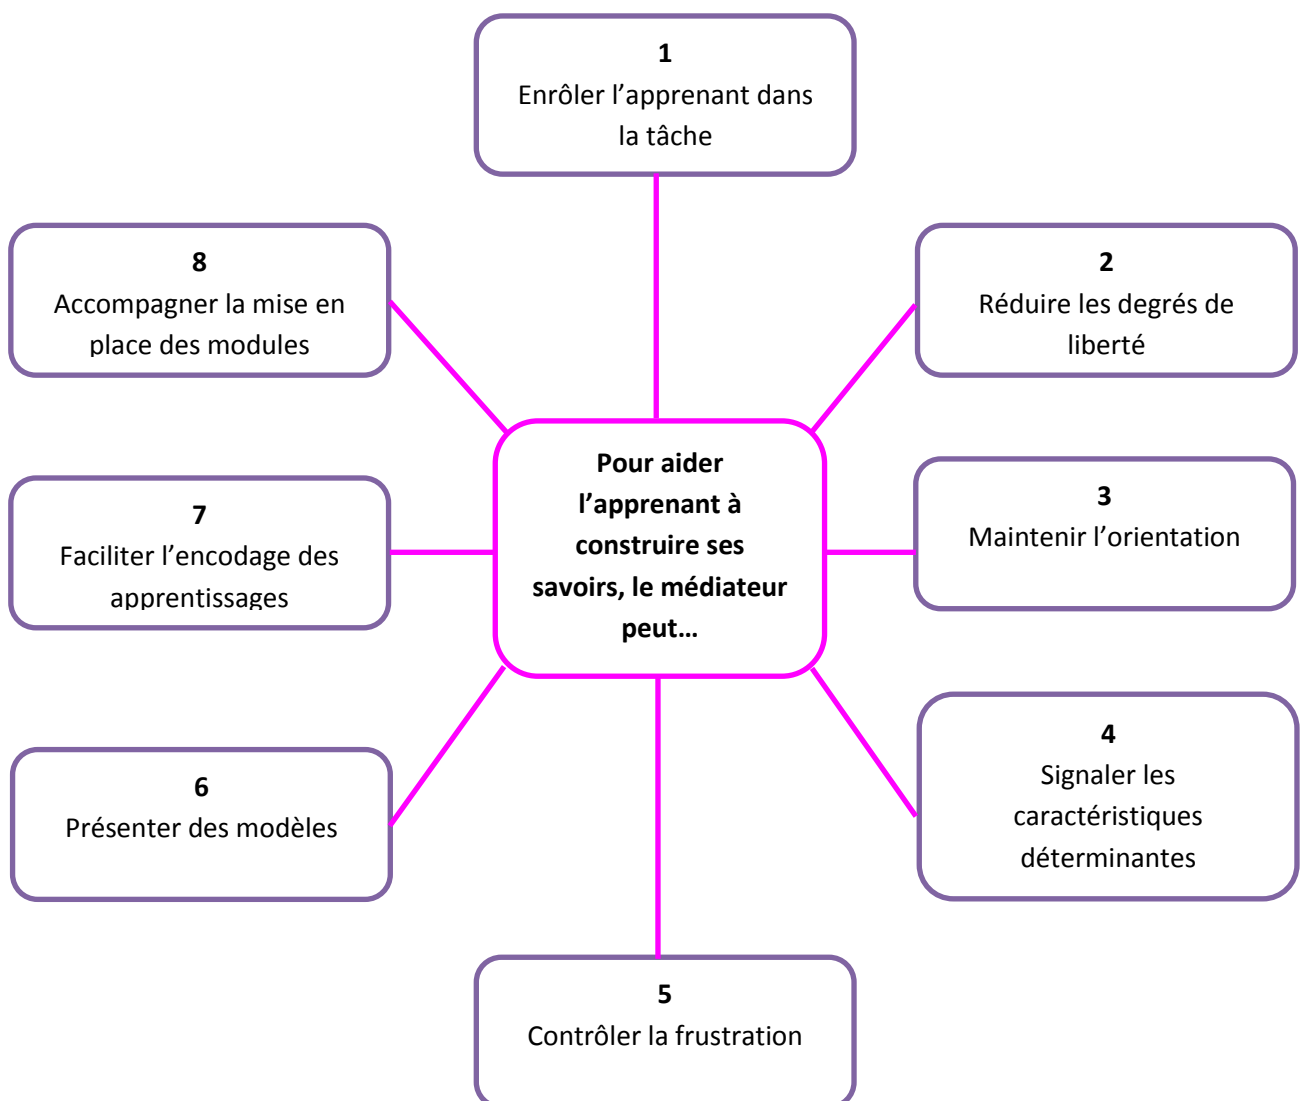 1
Enrôler l’apprenant dans
la tâche
8
Accompagner la mise en
place des modules
2
Réduire les degrés de
liberté
Pour aider
l’apprenant à
construire ses
savoirs, le médiateur
peut…
7
Faciliter l’encodage des
apprentissages
3
Maintenir l’orientation
6
Présenter des modèles
4
Signaler les
caractéristiques
déterminantes
5
Contrôler la frustration